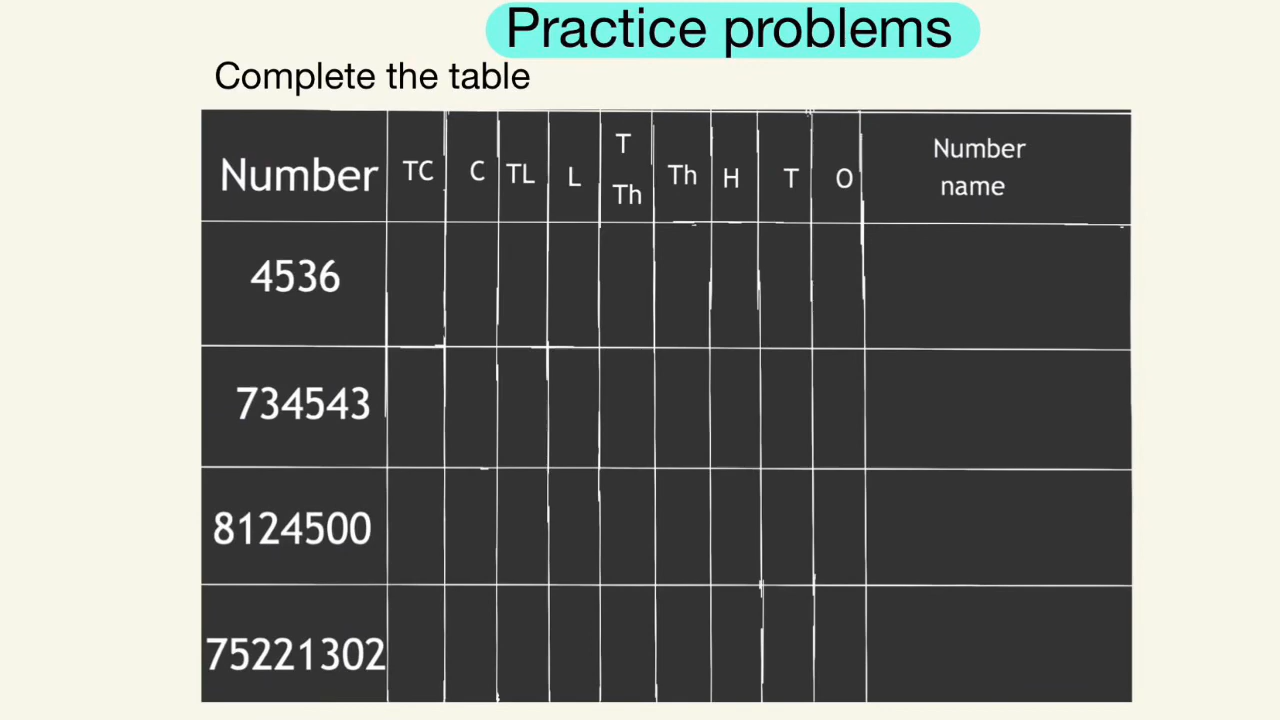 Practice problems
Complete the table
Number TC C TL L T Th Th H T O Number name
4536
734543
8124500
75221302